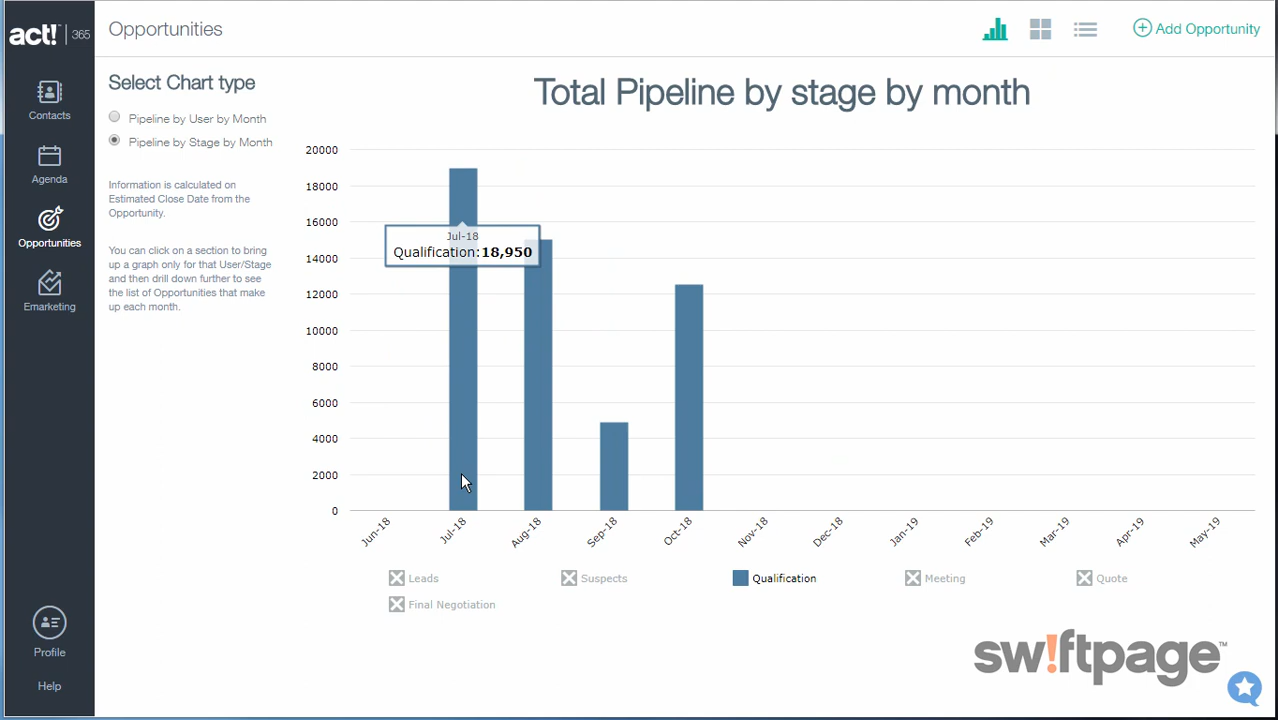 act! 365
Opportunities
Add Opportunity
Contacts
Agenda
Opportunities
Emarketing
Profile
Help
Select Chart type
Pipeline by User by Month
Pipeline by Stage by Month
Information is calculated on
Estimated Close Date from the
Opportunity.
You can click on a section to bring
up a graph only for that User/Stage
and then drill down further to see
the list of Opportunities that make
up each month.
Total Pipeline by stage by month
20000
18000
16000
14000
12000
10000
8000
6000
4000
2000
0
Jul-18
Qualification:18,950
Jun-18
Jul-18
Aug-18
Sep-18
Oct-18
Nov-18
Dec-18
Jan-19
Feb-19
Mar-19
Apr-19
May-19
Leads
Suspects
Qualification
Meeting
Quote
Final Negotiation
sw!ftpage™